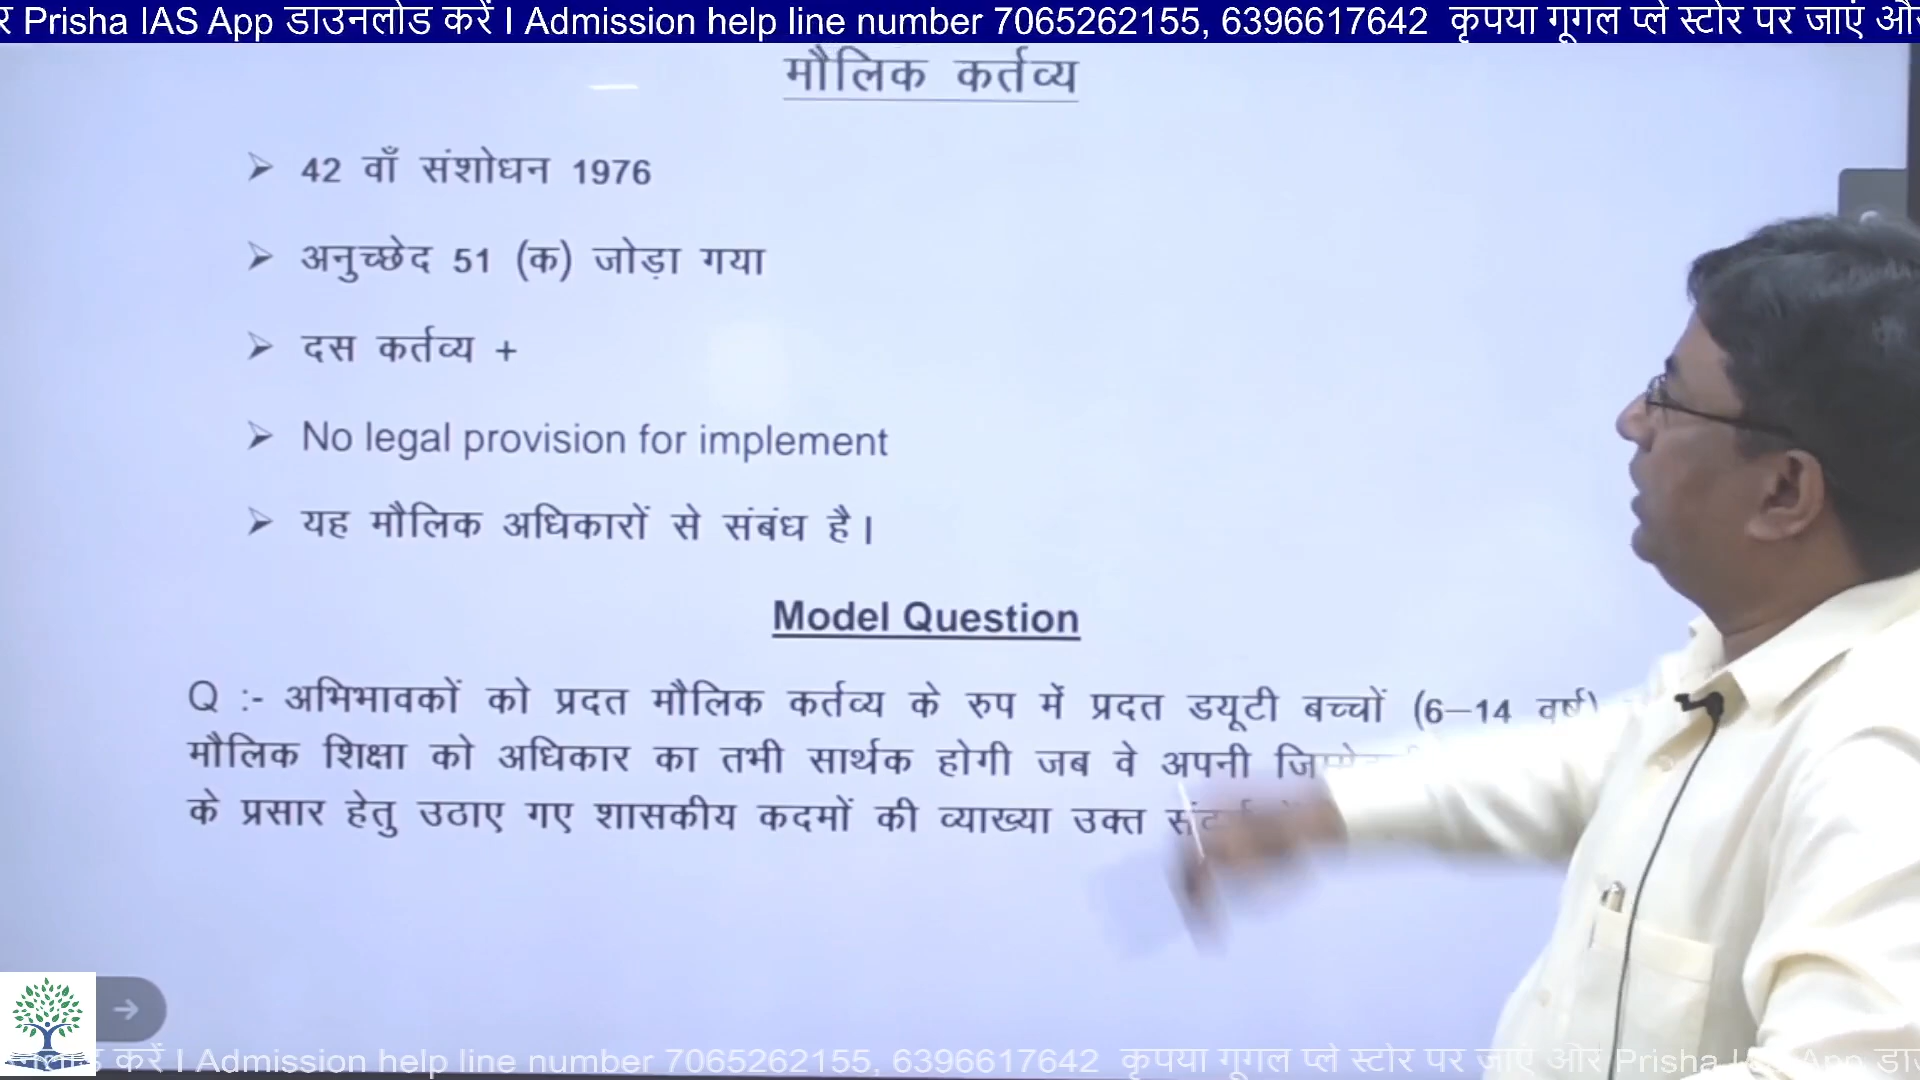 र Prisha IAS App डाउनलोड करें I Admission help line number 7065262155, 6396617642 कृपया गूगल प्ले स्टोर पर जाएं और
मौलिक कर्तव्य
➢ 42 वाँ संशोधन 1976
➢ अनुच्छेद 51 (क) जोड़ा गया
➢ दस कर्तव्य +
➢ No legal provision for implement
➢ यह मौलिक अधिकारों से संबंध है।
Model Question
Q :- अभिभावकों को प्रदत मौलिक कर्तव्य के रुप में प्रदत डयूटी बच्चों (6–14 वर्ष)
मौलिक शिक्षा को अधिकार का तभी सार्थक होगी जब वे अपनी
के प्रसार हेतु उठाए गए शासकीय कदमों की व्याख्या उक्त
करें I Admission help line number 7065262155, 6396617642 कृपया गूगल प्ले स्टोर पर जाएं और Prisha IAS App